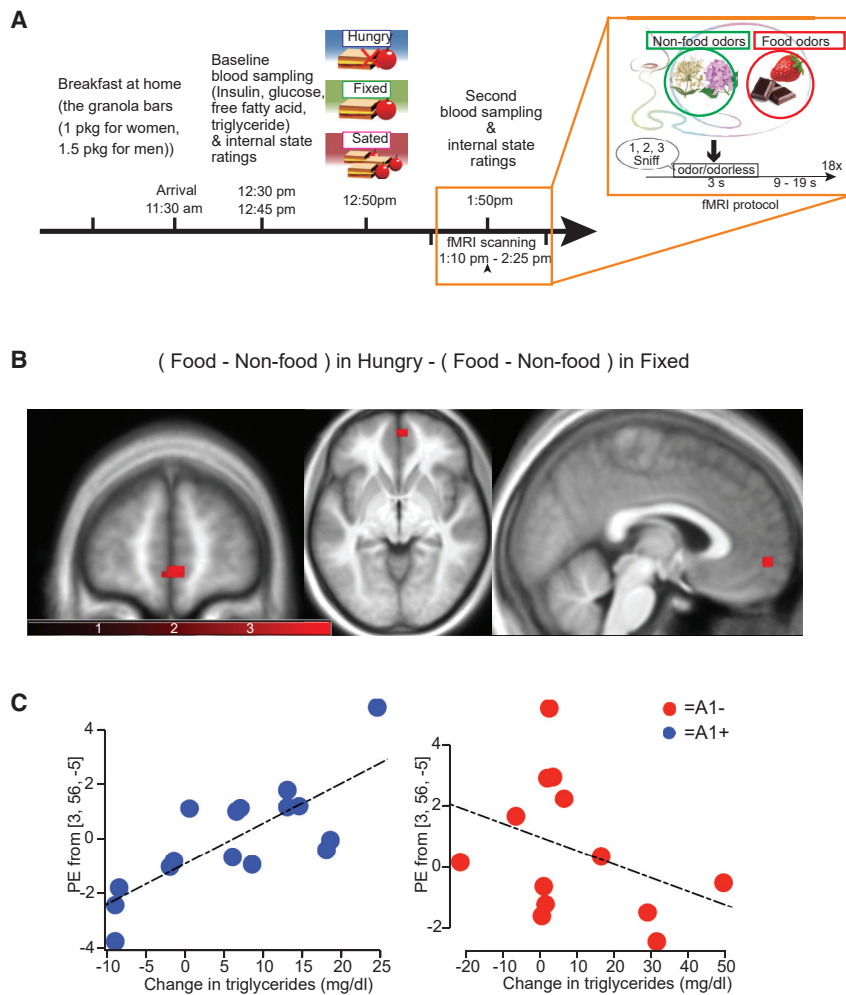 A
Breakfast at home
(the granola bars
(1 pkg for women,
1.5 pkg for men))
Baseline
blood sampling
(Insulin, glucose,
free fatty acid,
triglyceride)
& internal state
ratings
Hungry
Fixed
Sated
Second
blood sampling
&
internal state
ratings
Arrival
11:30 am
12:30 pm
12:45 pm
12:50pm
1:50pm
fMRI scanning
1:10 pm - 2:25 pm
Non-food odors
Food odors
1, 2, 3
Sniff
odor/odorless
18x
3 s
9 - 19 s
fMRI protocol
B
( Food - Non-food ) in Hungry - ( Food - Non-food ) in Fixed
1 2 3
C
=A1-
=A1+
PE from [3, 56, -5]
4
2
0
-2
-4
-10 -5 0 5 10 15 20 25
Change in triglycerides (mg/dl)
PE from [3, 56, -5]
4
2
0
-2
-20 -10 0 10 20 30 40 50
Change in triglycerides (mg/dl)